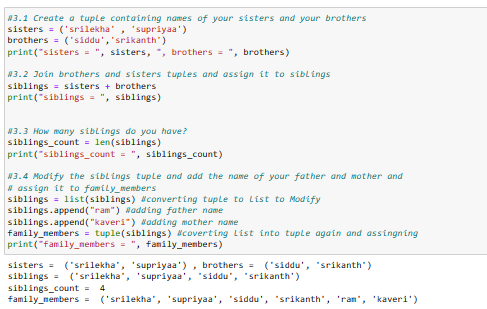 #3.1 Create a tuple containing names of your sisters and your brothers
sisters = ('srilekha' , 'supriyaa')
brothers = ('siddu','srikanth')
print("sisters = ", sisters, ", brothers = ", brothers)
#3.2 Join brothers and sisters tuples and assign it to siblings
siblings = sisters + brothers
print("siblings = ", siblings)
#3.3 How many siblings do you have?
siblings_count = len(siblings)
print("siblings_count = ", siblings_count)
#3.4 Modify the siblings tuple and add the name of your father and mother and
# assign it to family_members
siblings = list(siblings) #converting tuple to list to Modify
siblings.append("ram") #adding father name
siblings.append("kaveri") #adding mother name
family_members = tuple(siblings) #coverting list into tuple again and assingning
print("family_members = ", family_members)
sisters =  ('srilekha', 'supriyaa') , brothers =  ('siddu', 'srikanth')
siblings =  ('srilekha', 'supriyaa', 'siddu', 'srikanth')
siblings_count =  4
family_members =  ('srilekha', 'supriyaa', 'siddu', 'srikanth', 'ram', 'kaveri')